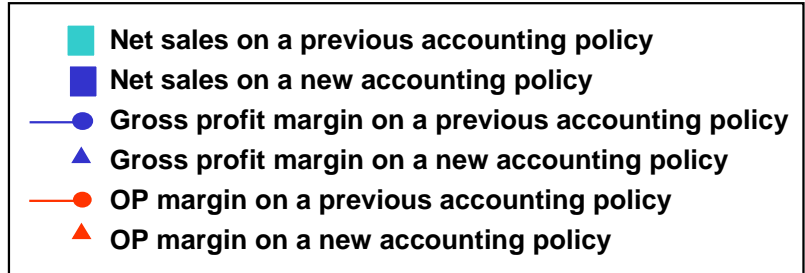 Net sales on a previous accounting policy
Net sales on a new accounting policy
Gross profit margin on a previous accounting policy
Gross profit margin on a new accounting policy
OP margin on a previous accounting policy
OP margin on a new accounting policy